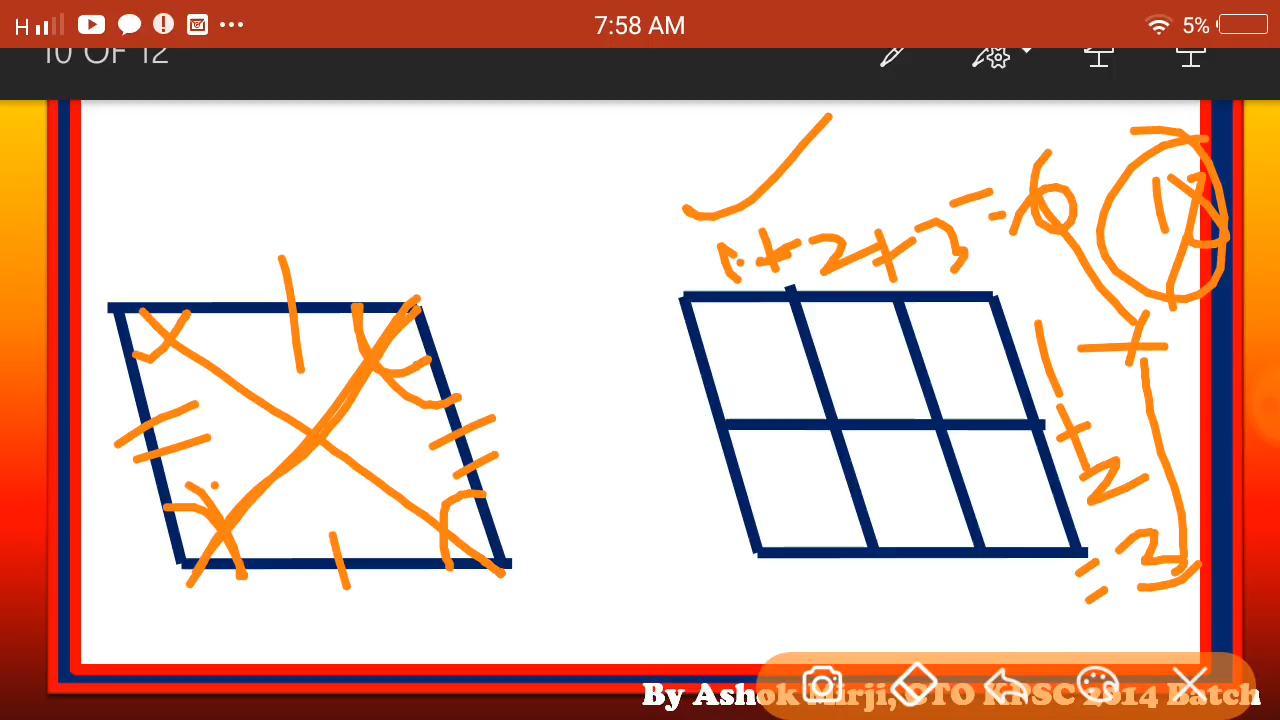 H 7:58 AM 5%
10 OF 12
1 + 2 + 3 = 6
1 + 2
= 3
By Ashok Mirji, CTO KPSC 2014 Batch